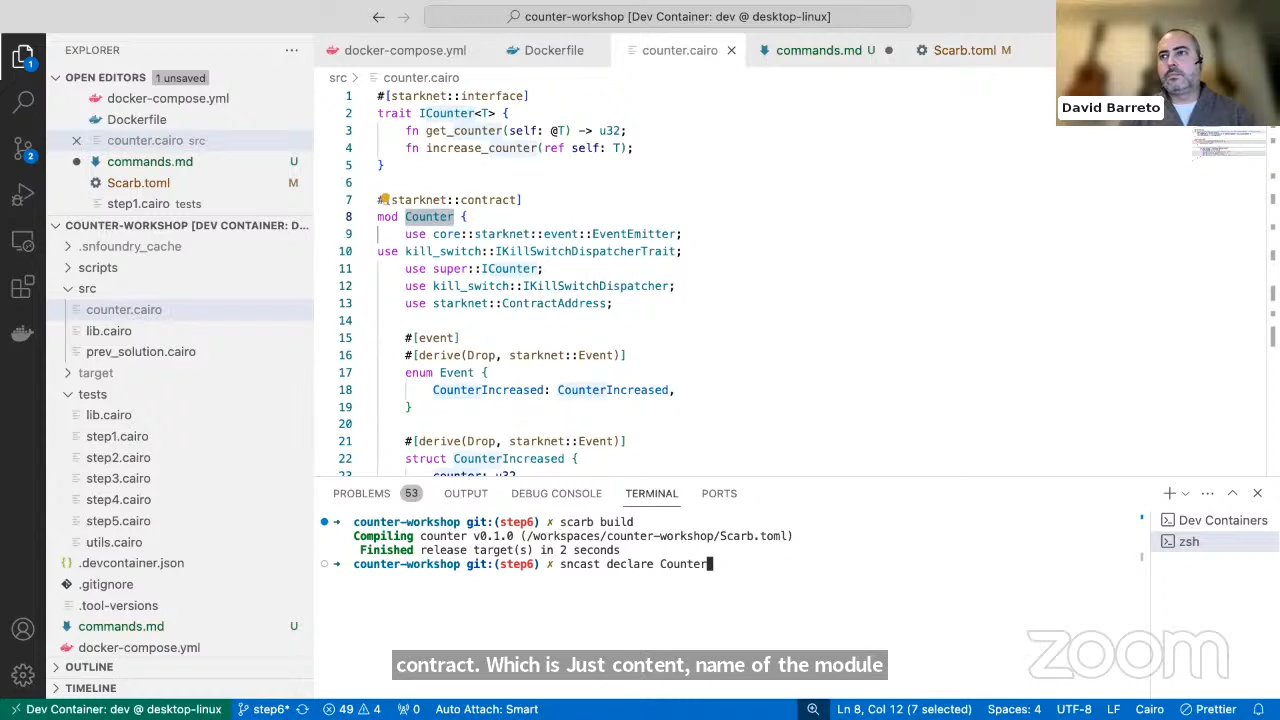 counter-workshop [Dev Container: dev @ desktop-linux]
EXPLORER
docker-compose.yml
Dockerfile
counter.cairo
commands.md U
Scarb.toml M
David Barreto
OPEN EDITORS 1 unsaved
docker-compose.yml
Dockerfile
counter.cairo src
commands.md U
Scarb.toml M
step1.cairo tests
COUNTER-WORKSHOP [DEV CONTAINER: D...
.snfoundry_cache
scripts
src
counter.cairo
lib.cairo
prev_solution.cairo
target
tests
lib.cairo
step1.cairo
step2.cairo
step3.cairo
step4.cairo
step5.cairo
utils.cairo
.devcontainer.json
.gitignore
.tool-versions
commands.md U
docker-compose.yml
OUTLINE
TIMELINE
src > counter.cairo
1 #[starknet::interface]
2 trait ICounter<T> {
3 fn get_counter(self: @T) -> u32;
4 fn increase_counter(ref self: T);
5 }
6
7 #[starknet::contract]
8 mod Counter {
9 use core::starknet::event::EventEmitter;
10 use kill_switch::IKillSwitchDispatcherTrait;
11 use super::ICounter;
12 use kill_switch::IKillSwitchDispatcher;
13 use starknet::ContractAddress;
14
15 #[event]
16 #[derive(Drop, starknet::Event)]
17 enum Event {
18 CounterIncreased: CounterIncreased,
19 }
20
21 #[derive(Drop, starknet::Event)]
22 struct CounterIncreased {
23 counter: u32
PROBLEMS 53 OUTPUT DEBUG CONSOLE TERMINAL PORTS
counter-workshop git:(step6) ✗ scarb build
Compiling counter v0.1.0 (/workspaces/counter-workshop/Scarb.toml)
Finished release target(s) in 2 seconds
counter-workshop git:(step6) ✗ sncast declare Counter
Dev Containers
zsh
contract. Which is Just content, name of the module
zoom
1
2
Dev Container: dev @ desktop-linux step6* 49 4 0 Auto Attach: Smart Ln 8, Col 12 (7 selected) Spaces: 4 UTF-8 LF Cairo Prettier